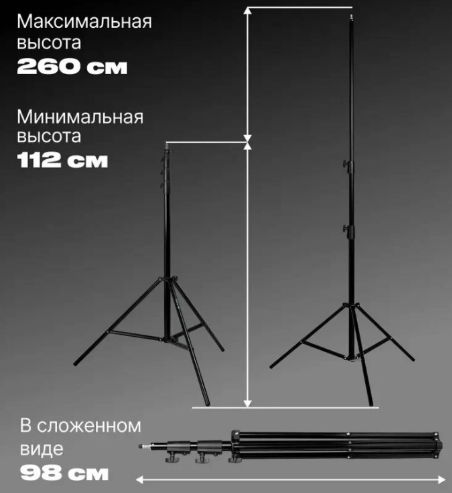 Максимальная
высота
260 см
Минимальная
высота
112 см
В сложенном
виде
98 см